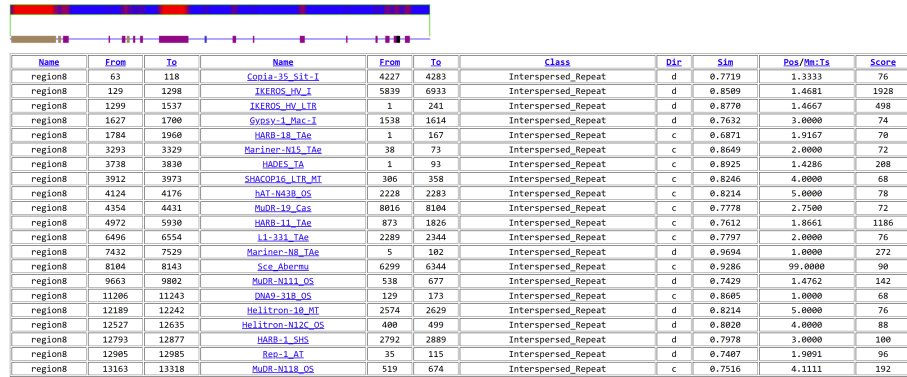 Name From To Name From To Class Dir Sim Pos/Mm:Ts Score
region8 63 118 Copia-35_Sit-I 4227 4283 Interspersed_Repeat d 0.7719 1.3333 76
region8 129 1298 IKEROS_HV_I 5839 6933 Interspersed_Repeat d 0.8509 1.4681 1928
region8 1299 1537 IKEROS_HV_LTR 1 241 Interspersed_Repeat d 0.8770 1.4667 498
region8 1627 1700 Gypsy-1_Mac-I 1538 1614 Interspersed_Repeat d 0.7632 3.0000 74
region8 1784 1960 HARB-18_TAe 1 167 Interspersed_Repeat c 0.6871 1.9167 70
region8 3293 3329 Mariner-N15_TAe 38 73 Interspersed_Repeat c 0.8649 2.0000 72
region8 3738 3830 HADES_TA 1 93 Interspersed_Repeat c 0.8925 1.4286 208
region8 3912 3973 SHACOP16_LTR_MT 306 358 Interspersed_Repeat c 0.8246 4.0000 68
region8 4124 4176 hAT-N43B_OS 2228 2283 Interspersed_Repeat c 0.8214 5.0000 78
region8 4354 4431 MuDR-19_Cas 8016 8104 Interspersed_Repeat c 0.7778 2.7500 72
region8 4972 5930 HARB-11_TAe 873 1826 Interspersed_Repeat c 0.7612 1.8661 1186
region8 6496 6554 L1-331_TAe 2289 2344 Interspersed_Repeat c 0.7797 2.0000 76
region8 7432 7529 Mariner-N8_TAe 5 102 Interspersed_Repeat d 0.9694 1.0000 272
region8 8104 8143 Sce_Abermu 6299 6344 Interspersed_Repeat c 0.9286 99.0000 90
region8 9663 9802 MuDR-N111_OS 538 677 Interspersed_Repeat d 0.7429 1.4762 142
region8 11206 11243 DNA9-31B_OS 129 173 Interspersed_Repeat c 0.8605 1.0000 68
region8 12189 12242 Helitron-10_MT 2574 2629 Interspersed_Repeat d 0.8214 5.0000 76
region8 12527 12635 Helitron-N12C_OS 400 499 Interspersed_Repeat d 0.8020 4.0000 88
region8 12793 12877 HARB-1_SHS 2792 2889 Interspersed_Repeat d 0.7978 3.0000 100
region8 12905 12985 Rep-1_AT 35 115 Interspersed_Repeat d 0.7407 1.9091 96
region8 13163 13318 MuDR-N118_OS 519 674 Interspersed_Repeat c 0.7516 4.1111 192